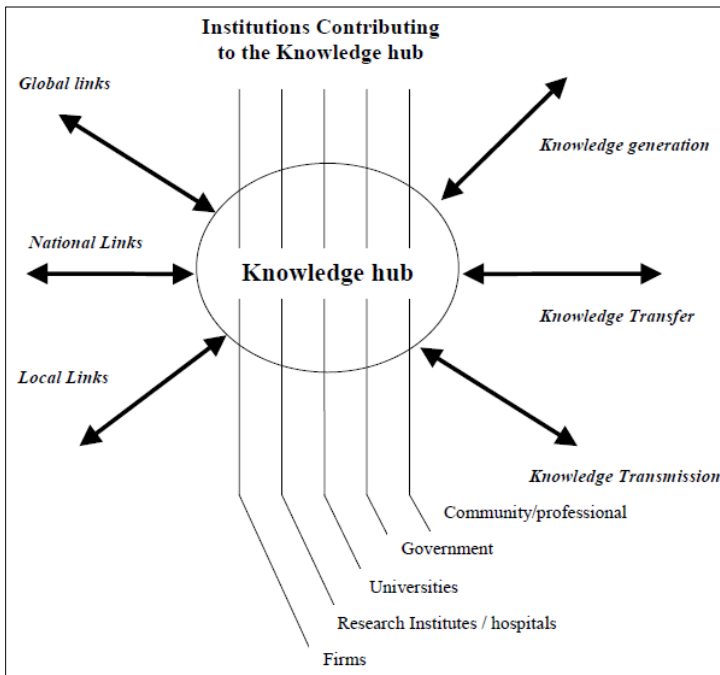 Institutions Contributing
to the Knowledge hub
Global links
Knowledge generation
National Links
Knowledge hub
Knowledge Transfer
Local Links
Knowledge Transmission
Community/professional
Government
Universities
Research Institutes / hospitals
Firms